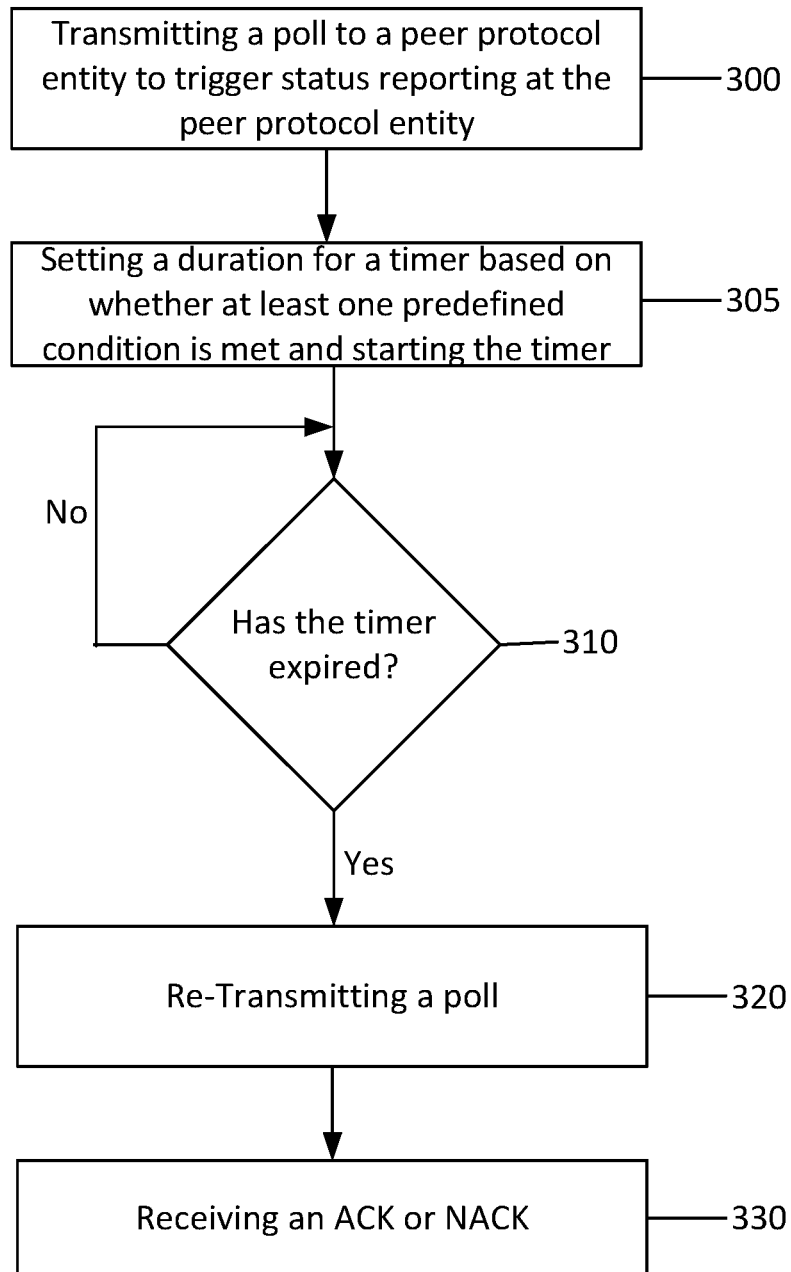 Transmitting a poll to a peer protocol
entity to trigger status reporting at the
peer protocol entity
300
Setting a duration for a timer based on
whether at least one predefined
condition is met and starting the timer
305
No
Has the timer
expired?
310
Yes
Re-Transmitting a poll
320
Receiving an ACK or NACK
330